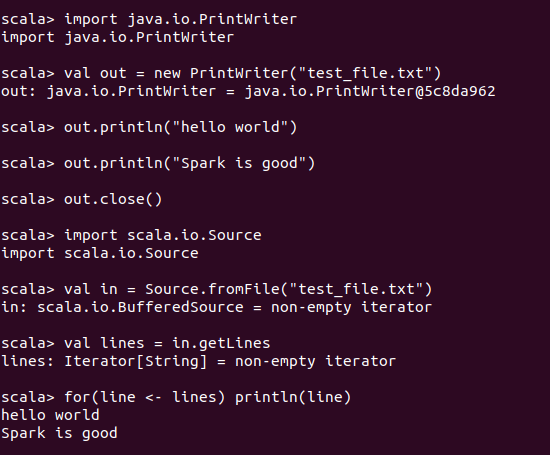 scala> import java.io.PrintWriter
import java.io.PrintWriter
scala> val out = new PrintWriter("test_file.txt")
out: java.io.PrintWriter = java.io.PrintWriter@5c8da962
scala> out.println("hello world")
scala> out.println("Spark is good")
scala> out.close()
scala> import scala.io.Source
import scala.io.Source
scala> val in = Source.fromFile("test_file.txt")
in: scala.io.BufferedSource = non-empty iterator
scala> val lines = in.getLines
lines: Iterator[String] = non-empty iterator
scala> for(line <- lines) println(line)
hello world
Spark is good